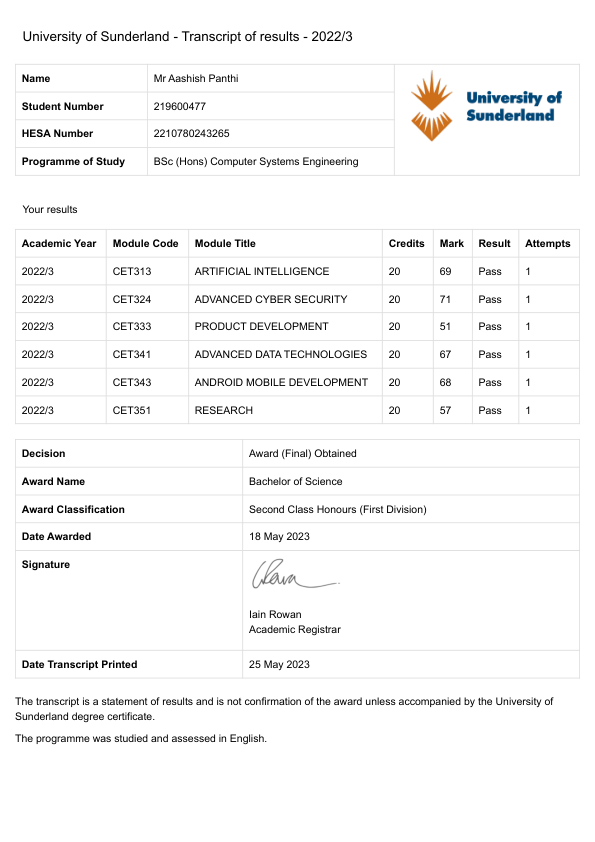 University of Sunderland - Transcript of results - 2022/3
Name Mr Aashish Panthi
Student Number 219600477
HESA Number 2210780243265
Programme of Study BSc (Hons) Computer Systems Engineering
University of
Sunderland
Your results
Academic Year Module Code Module Title Credits Mark Result Attempts
2022/3 CET313 ARTIFICIAL INTELLIGENCE 20 69 Pass 1
2022/3 CET324 ADVANCED CYBER SECURITY 20 71 Pass 1
2022/3 CET333 PRODUCT DEVELOPMENT 20 51 Pass 1
2022/3 CET341 ADVANCED DATA TECHNOLOGIES 20 67 Pass 1
2022/3 CET343 ANDROID MOBILE DEVELOPMENT 20 68 Pass 1
2022/3 CET351 RESEARCH 20 57 Pass 1
Decision Award (Final) Obtained
Award Name Bachelor of Science
Award Classification Second Class Honours (First Division)
Date Awarded 18 May 2023
Signature
Iain Rowan
Academic Registrar
Date Transcript Printed 25 May 2023
The transcript is a statement of results and is not confirmation of the award unless accompanied by the University of
Sunderland degree certificate.
The programme was studied and assessed in English.